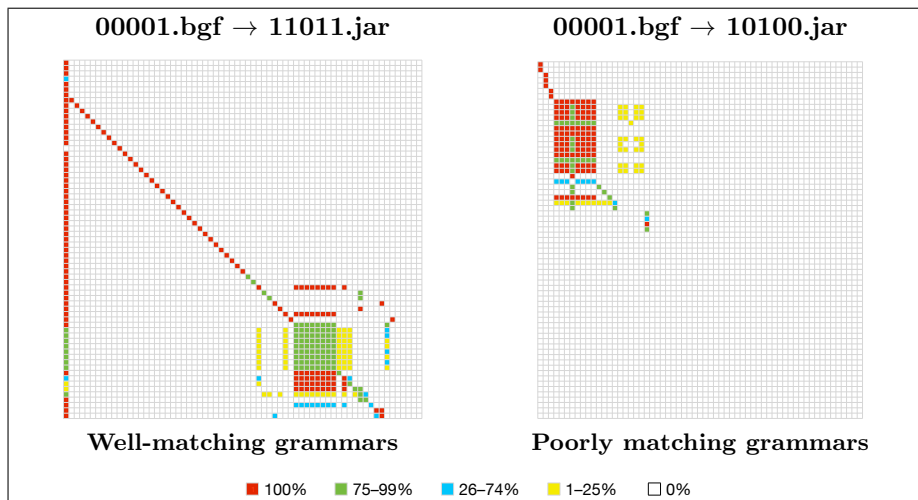 00001.bgf → 11011.jar 00001.bgf → 10100.jar
Well-matching grammars Poorly matching grammars
100% 75–99% 26–74% 1–25% 0%